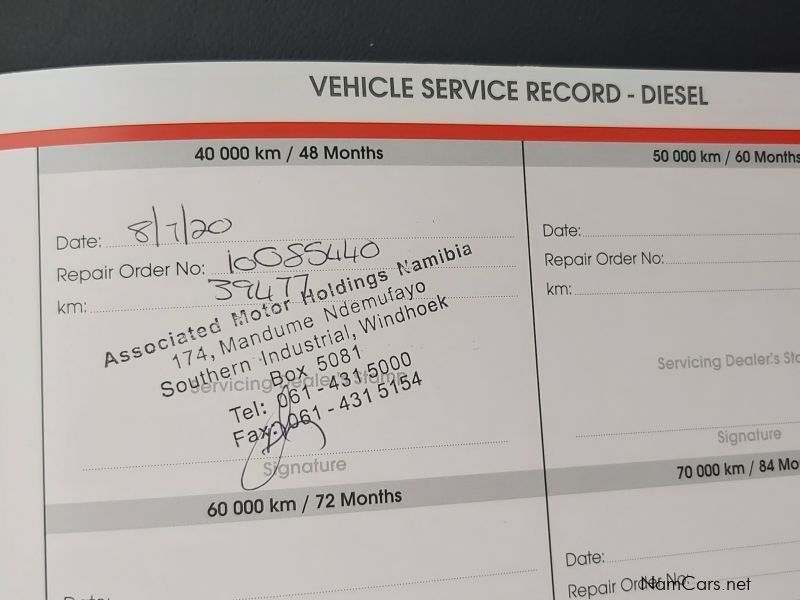 VEHICLE SERVICE RECORD - DIESEL
40 000 km / 48 Months
Date: 8/7/20
Repair Order No: 10085440
km: 39477
Associated Motor Holdings Namibia
174, Mandume Ndemufayo
Southern Industrial, Windhoek
Box 5081
Servicing Dealer's Stamp
Tel: 061 - 431 5000
Fax: 061 - 431 5154
Signature
50 000 km / 60 Months
Date:
Repair Order No:
km:
Servicing Dealer's Sta
Signature
60 000 km / 72 Months
70 000 km / 84 Mo
Date:
Repair Order No:
NamCars.net